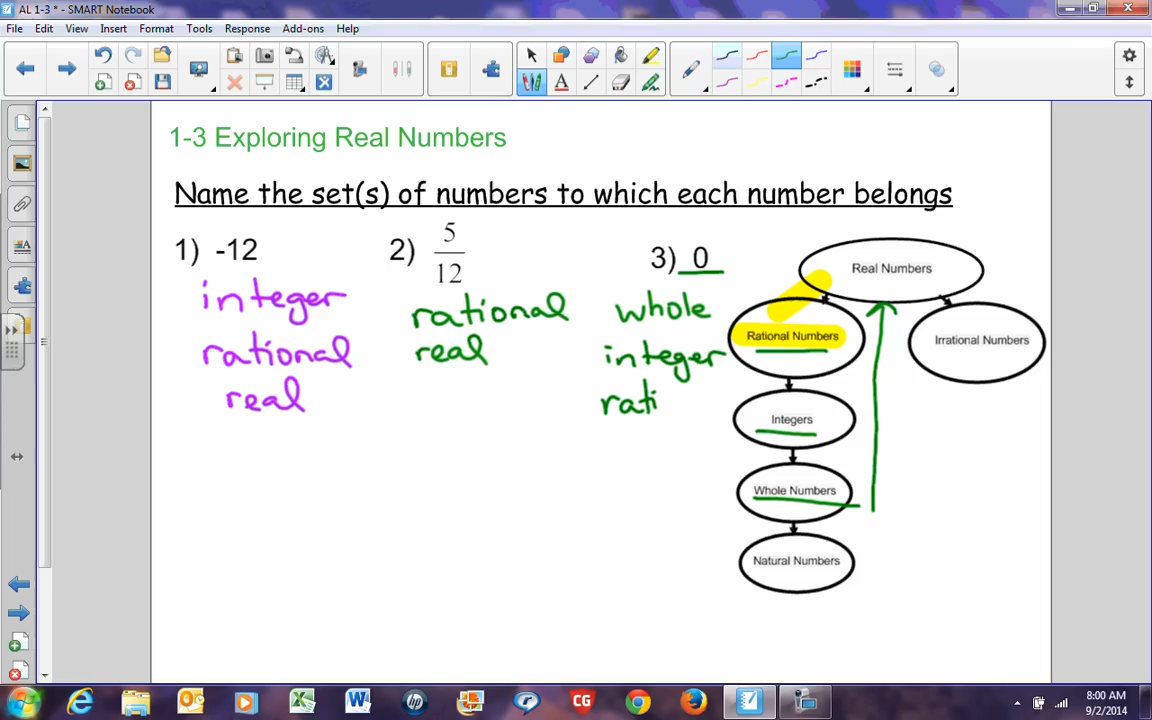 AL 1-3 * - SMART Notebook
File Edit View Insert Format Tools Response Add-ons Help
1-3 Exploring Real Numbers
Name the set(s) of numbers to which each number belongs
1) -12
integer
rational
real
2) 5/12
rational
real
3) 0
whole
integer
rati
Real Numbers
Rational Numbers
Irrational Numbers
Integers
Whole Numbers
Natural Numbers
8:00 AM
9/2/2014